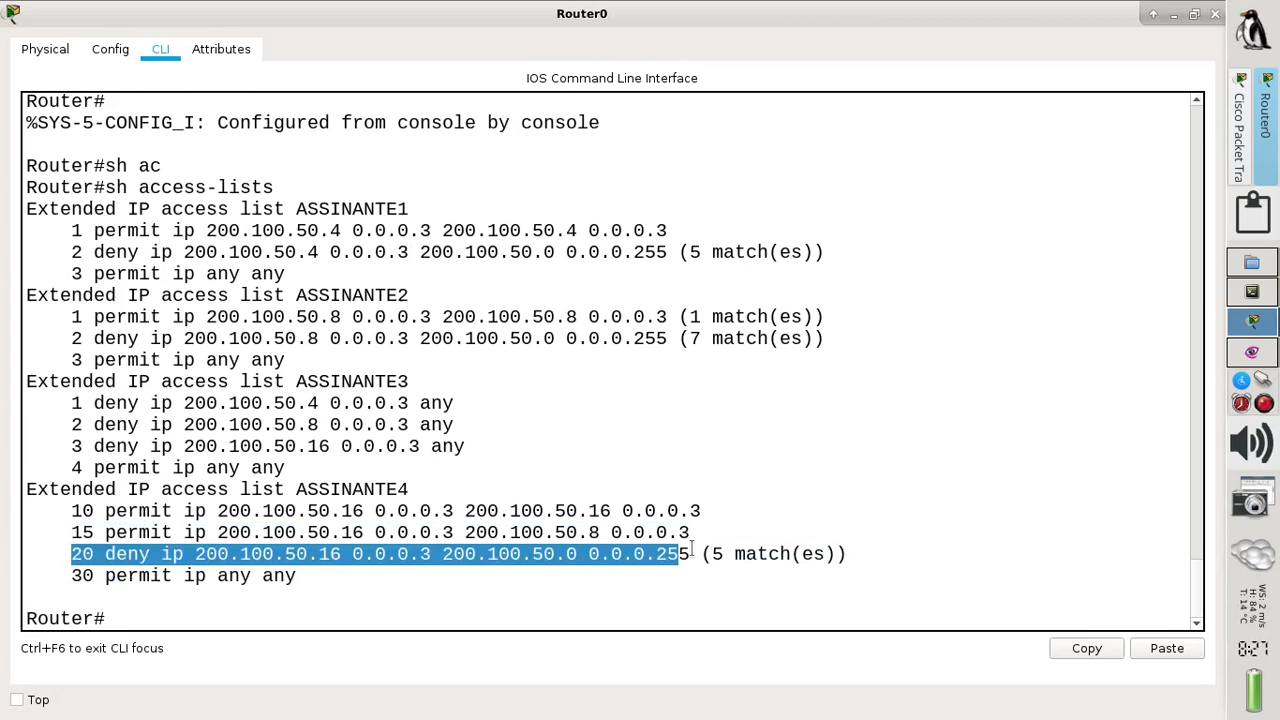 Router0
Physical
Config
CLI
Attributes
IOS Command Line Interface
Router#
%SYS-5-CONFIG_I: Configured from console by console
Router#sh ac
Router#sh access-lists
Extended IP access list ASSINANTE1
1 permit ip 200.100.50.4 0.0.0.3 200.100.50.4 0.0.0.3
2 deny ip 200.100.50.4 0.0.0.3 200.100.50.0 0.0.0.255 (5 match(es))
3 permit ip any any
Extended IP access list ASSINANTE2
1 permit ip 200.100.50.8 0.0.0.3 200.100.50.8 0.0.0.3 (1 match(es))
2 deny ip 200.100.50.8 0.0.0.3 200.100.50.0 0.0.0.255 (7 match(es))
3 permit ip any any
Extended IP access list ASSINANTE3
1 deny ip 200.100.50.4 0.0.0.3 any
2 deny ip 200.100.50.8 0.0.0.3 any
3 deny ip 200.100.50.16 0.0.0.3 any
4 permit ip any any
Extended IP access list ASSINANTE4
10 permit ip 200.100.50.16 0.0.0.3 200.100.50.16 0.0.0.3
15 permit ip 200.100.50.16 0.0.0.3 200.100.50.8 0.0.0.3
20 deny ip 200.100.50.16 0.0.0.3 200.100.50.0 0.0.0.255 (5 match(es))
30 permit ip any any
Router#
Ctrl+F6 to exit CLI focus
Copy
Paste
Top
Cisco Packet Tra
Router0
WS: 2 m/s
H: 84 %
T: 14 °C
8:27